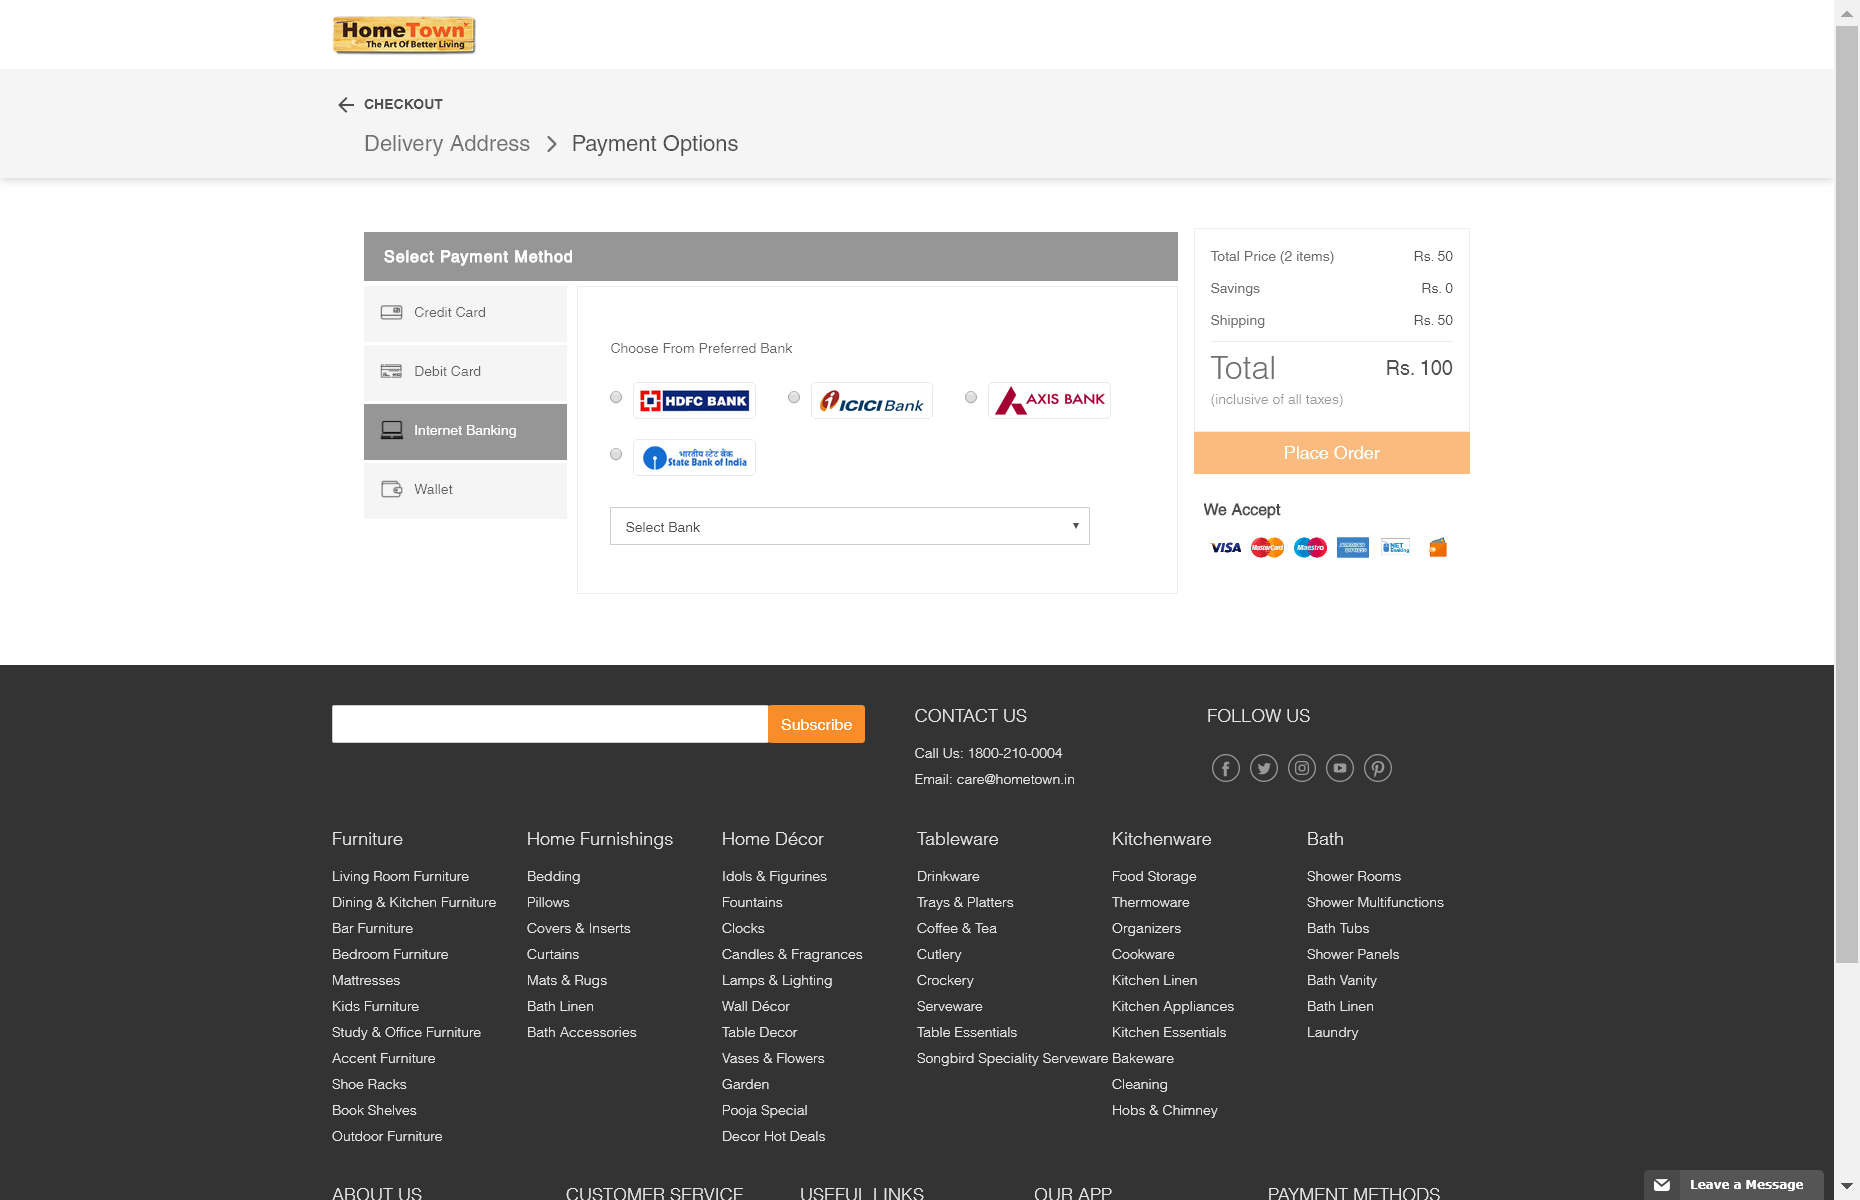 HomeTown
The Art Of Better Living
CHECKOUT
Delivery Address
Payment Options
Select Payment Method
Credit Card
Debit Card
Internet Banking
Wallet
Choose From Preferred Bank
HDFC BANK
ICICI Bank
AXIS BANK
भारतीय स्टेट बैंक
State Bank of India
Select Bank
Total Price (2 items) Rs. 50
Savings Rs. 0
Shipping Rs. 50
Total Rs. 100
(inclusive of all taxes)
Place Order
We Accept
VISA MasterCard Maestro AMERICAN EXPRESS NET Banking
Subscribe
CONTACT US
Call Us: 1800-210-0004
Email: care@hometown.in
FOLLOW US
Furniture
Living Room Furniture
Dining & Kitchen Furniture
Bar Furniture
Bedroom Furniture
Mattresses
Kids Furniture
Study & Office Furniture
Accent Furniture
Shoe Racks
Book Shelves
Outdoor Furniture
Home Furnishings
Bedding
Pillows
Covers & Inserts
Curtains
Mats & Rugs
Bath Linen
Bath Accessories
Home Décor
Idols & Figurines
Fountains
Clocks
Candles & Fragrances
Lamps & Lighting
Wall Décor
Table Decor
Vases & Flowers
Garden
Pooja Special
Decor Hot Deals
Tableware
Drinkware
Trays & Platters
Coffee & Tea
Cutlery
Crockery
Serveware
Table Essentials
Songbird Speciality Serveware
Kitchenware
Food Storage
Thermoware
Organizers
Cookware
Kitchen Linen
Kitchen Appliances
Kitchen Essentials
Bakeware
Cleaning
Hobs & Chimney
Bath
Shower Rooms
Shower Multifunctions
Bath Tubs
Shower Panels
Bath Vanity
Bath Linen
Laundry
ABOUT US
CUSTOMER SERVICE
USEFUL LINKS
OUR APP
PAYMENT METHODS
Leave a Message